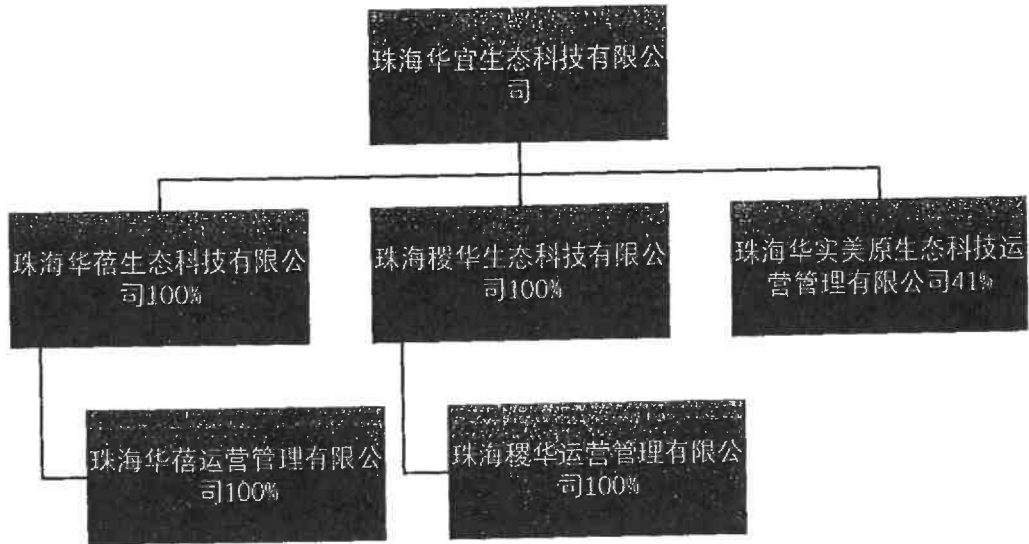 珠海华宜生态科技有限公
司
珠海华蓓生态科技有限公
司100%
珠海稷华生态科技有限公
司100%
珠海华实美原生态科技运
营管理有限公司41%
珠海华蓓运营管理有限公
司100%
珠海稷华运营管理有限公
司100%